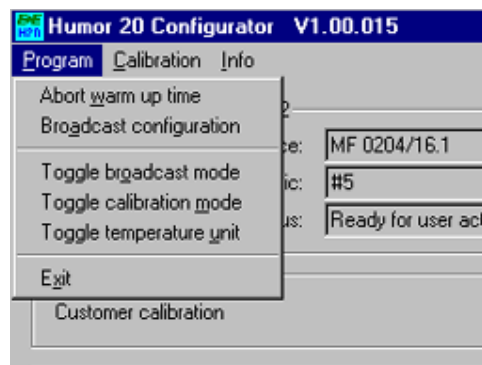 Humor 20 Configurator V1.00.015
Program Calibration Info
Abort warm up time
Broadcast configuration
Toggle broadcast mode
Toggle calibration mode
Toggle temperature unit
Exit
MF 0204/16.1
#5
Ready for user act
Customer calibration